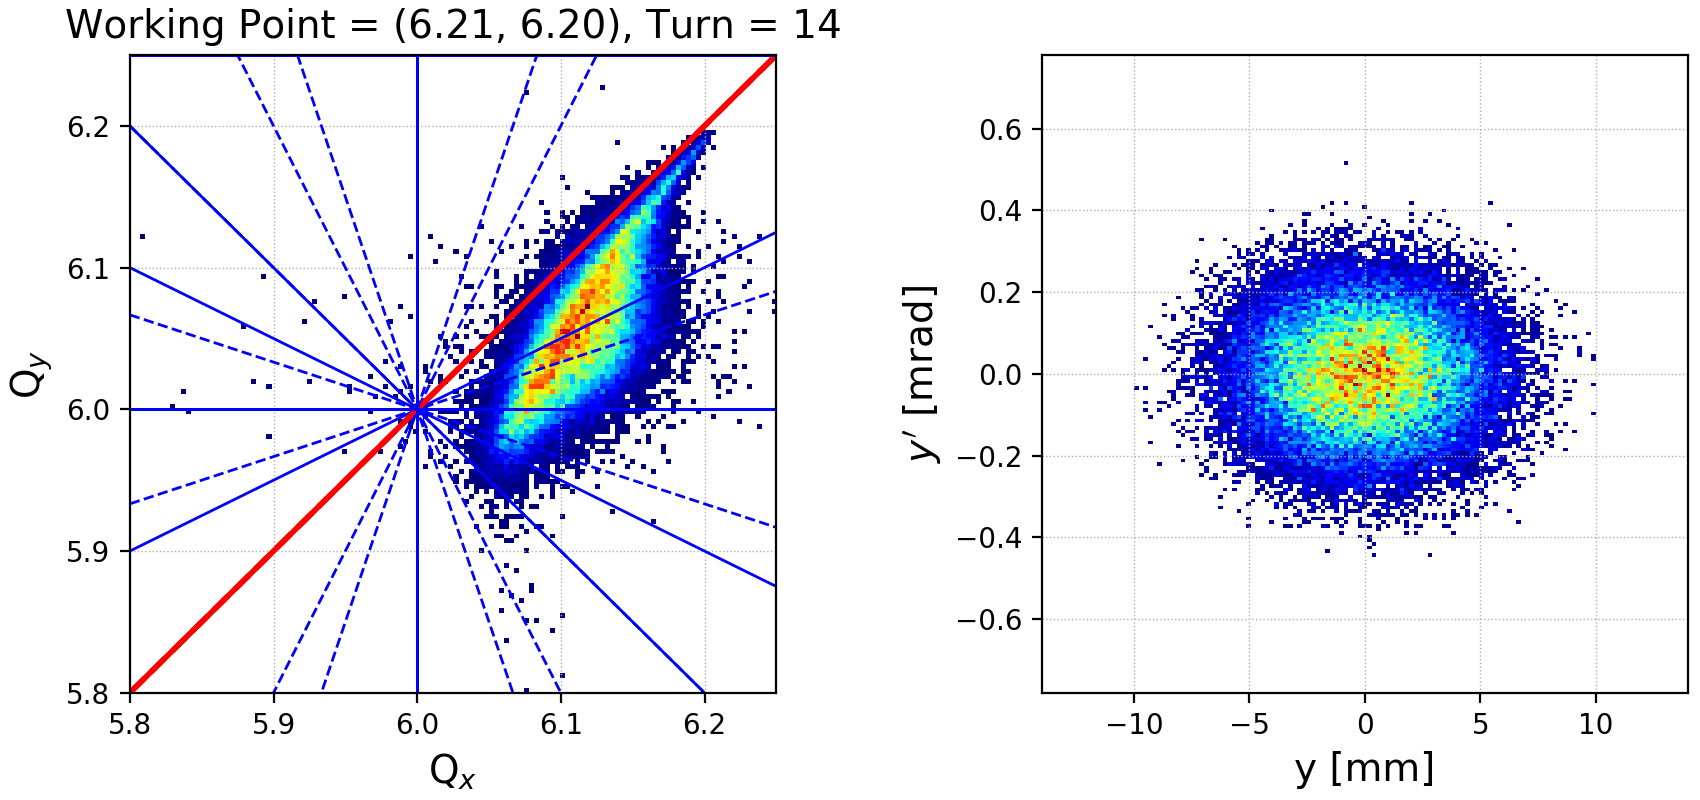 Working Point = (6.21, 6.20), Turn = 14
6.2
6.1
6.0
5.9
5.8
Q_y
5.8 5.9 6.0 6.1 6.2
Q_x
0.6
0.4
0.2
0.0
−0.2
−0.4
−0.6
y′ [mrad]
−10 −5 0 5 10
y [mm]